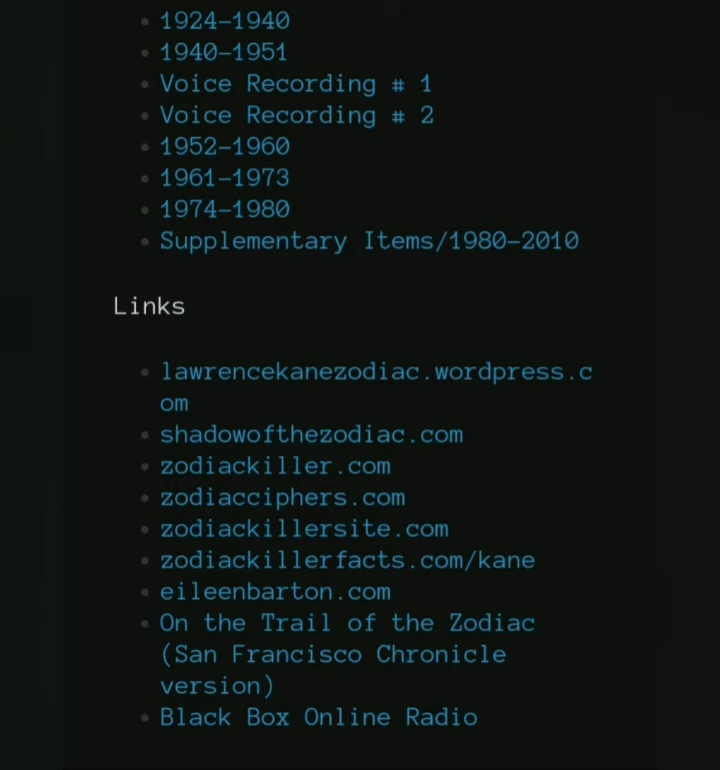 1924-1940
1940-1951
Voice Recording # 1
Voice Recording # 2
1952-1960
1961-1973
1974-1980
Supplementary Items/1980-2010
Links
lawrencekanezodiac.wordpress.c
om
shadowofthezodiac.com
zodiackiller.com
zodiacciphers.com
zodiackillersite.com
zodiackillerfacts.com/kane
eileenbarton.com
On the Trail of the Zodiac
(San Francisco Chronicle
version)
Black Box Online Radio